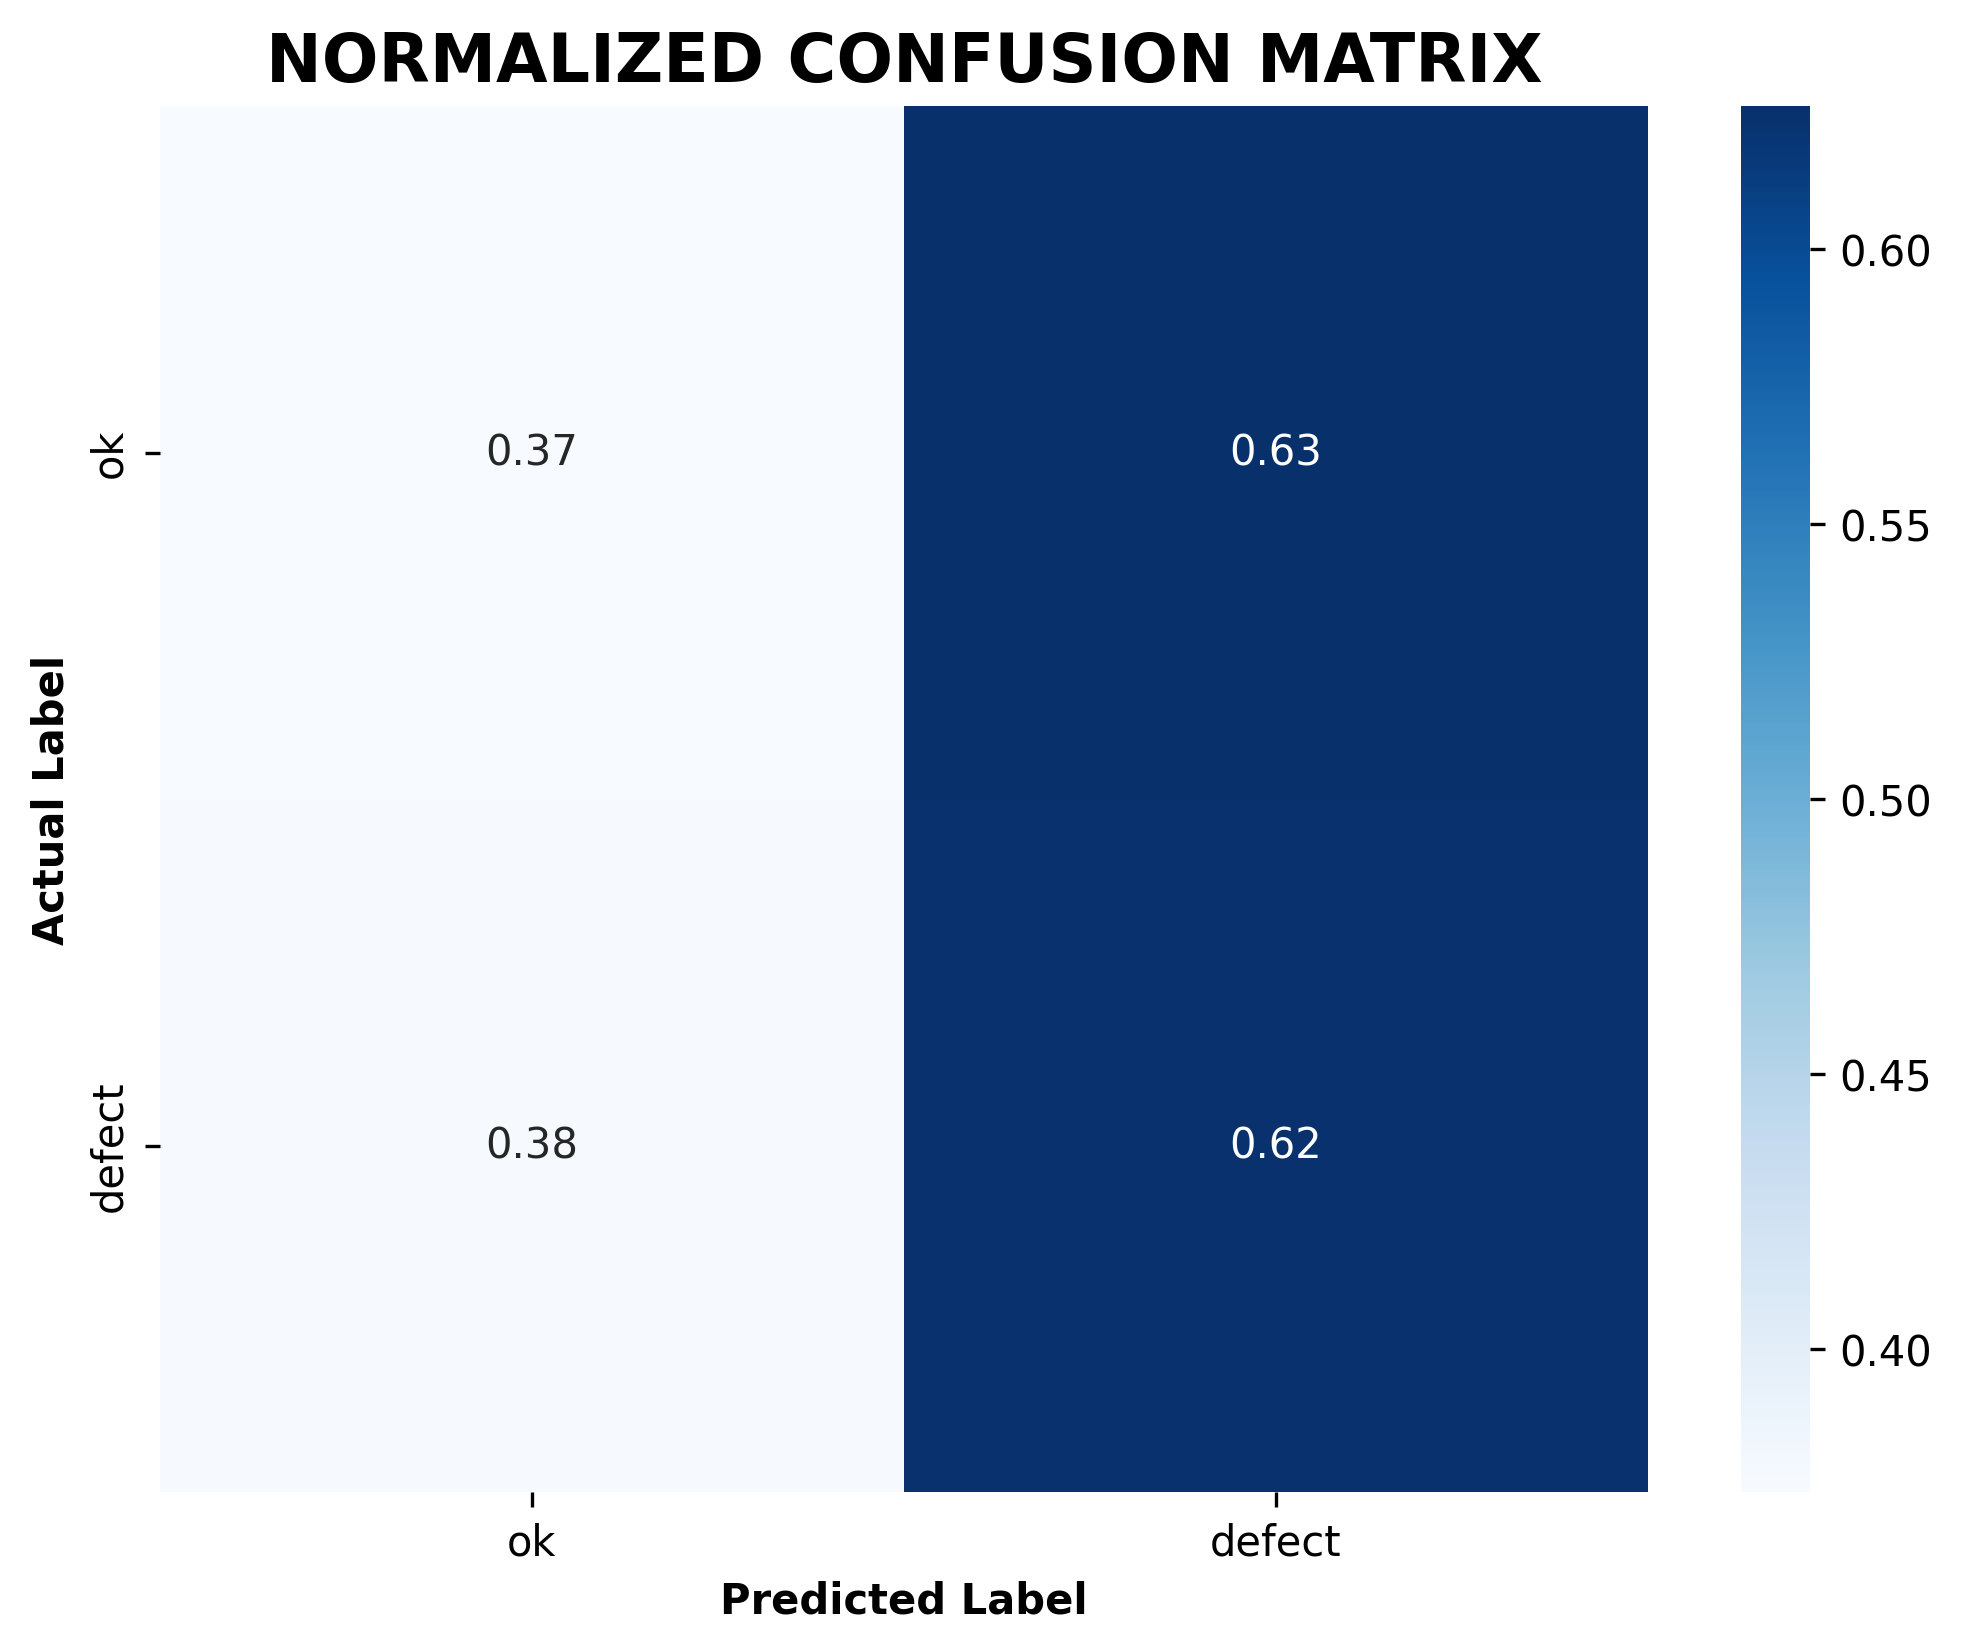 NORMALIZED CONFUSION MATRIX
Actual Label
ok
0.37
0.63
defect
0.38
0.62
ok
defect
Predicted Label
0.60
0.55
0.50
0.45
0.40